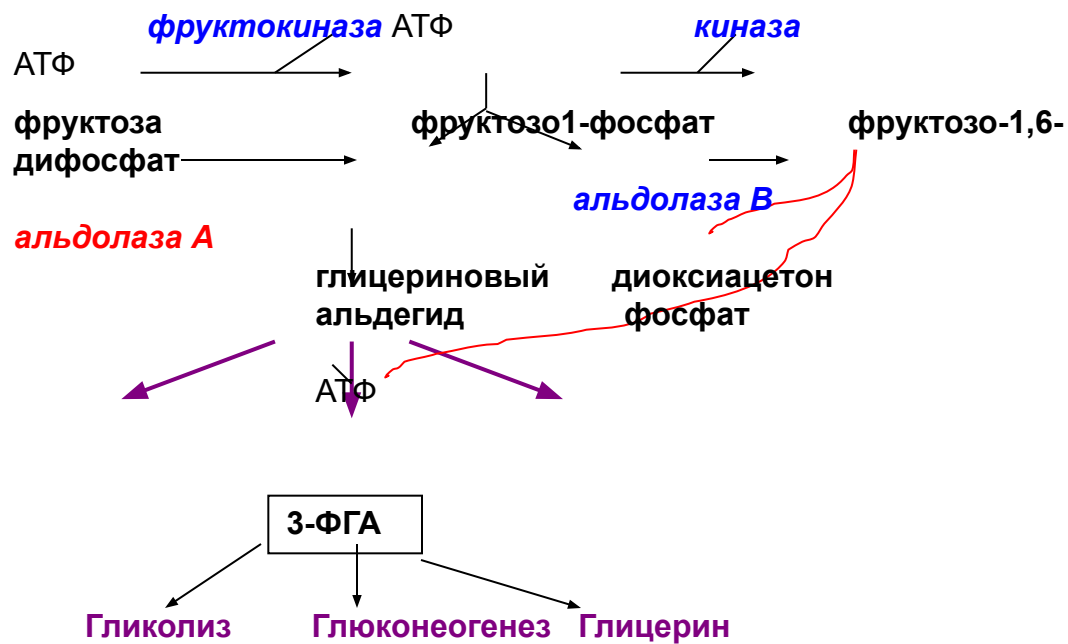 фруктокиназа АТФ киназа
АТФ
фруктоза фруктозо1-фосфат фруктозо-1,6-
дифосфат
альдолаза В
альдолаза А
глицериновый диоксиацетон
альдегид фосфат
АТФ
3-ФГА
Гликолиз Глюконеогенез Глицерин